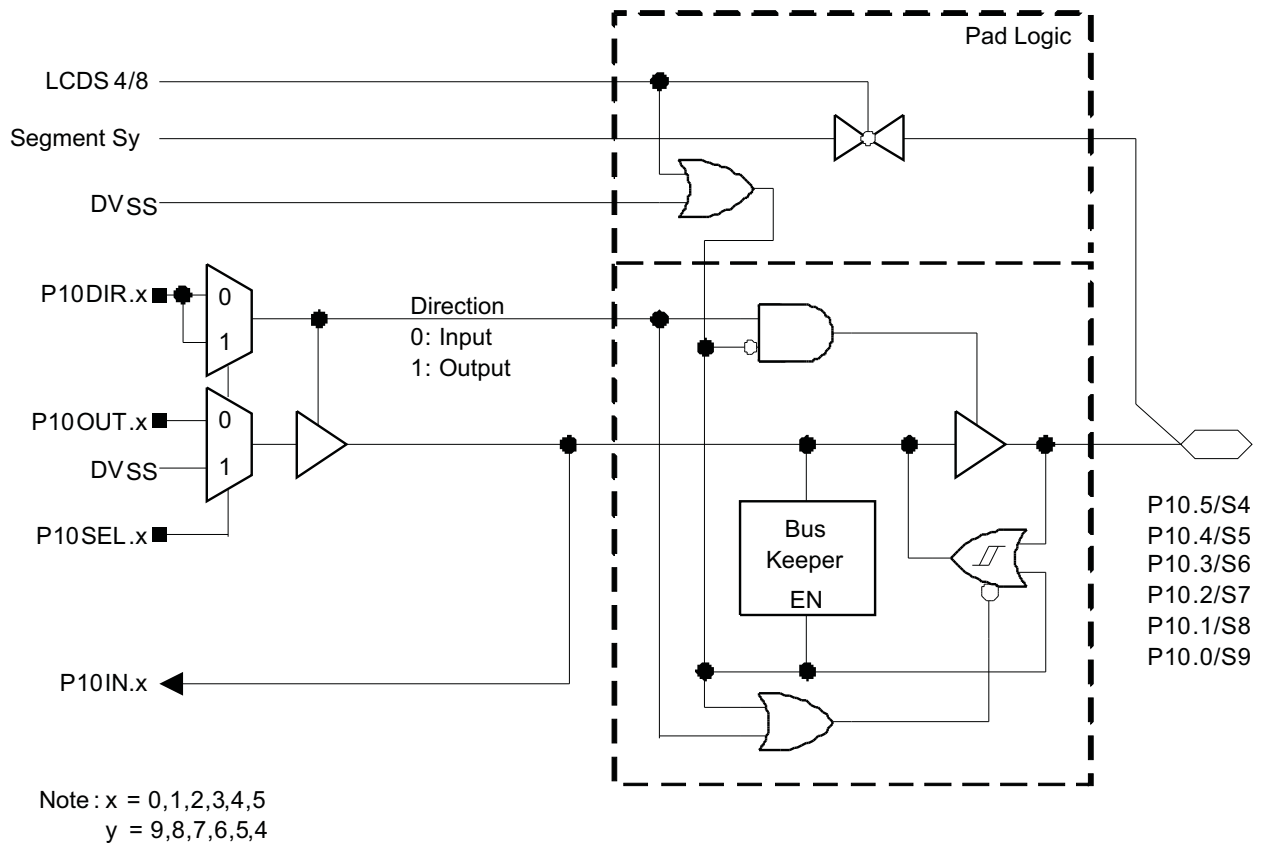 Pad Logic
LCDS 4/8
Segment Sy
DVSS
P10DIR.x
0
1
Direction
0: Input
1: Output
P10OUT.x
0
DVSS
1
P10SEL.x
Bus
Keeper
EN
P10.5/S4
P10.4/S5
P10.3/S6
P10.2/S7
P10.1/S8
P10.0/S9
P10IN.x
Note: x = 0,1,2,3,4,5
y = 9,8,7,6,5,4